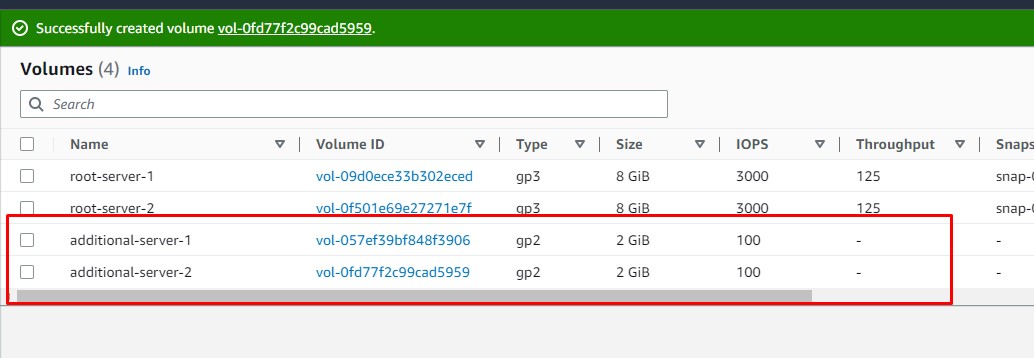 Successfully created volume vol-0fd77f2c99cad5959.
Volumes (4) Info
Search
Name Volume ID Type Size IOPS Throughput Snaps
root-server-1 vol-09d0ece33b302eced gp3 8 GiB 3000 125 snap-0
root-server-2 vol-0f501e69e27271e7f gp3 8 GiB 3000 125 snap-0
additional-server-1 vol-057ef39bf848f3906 gp2 2 GiB 100 - -
additional-server-2 vol-0fd77f2c99cad5959 gp2 2 GiB 100 - -